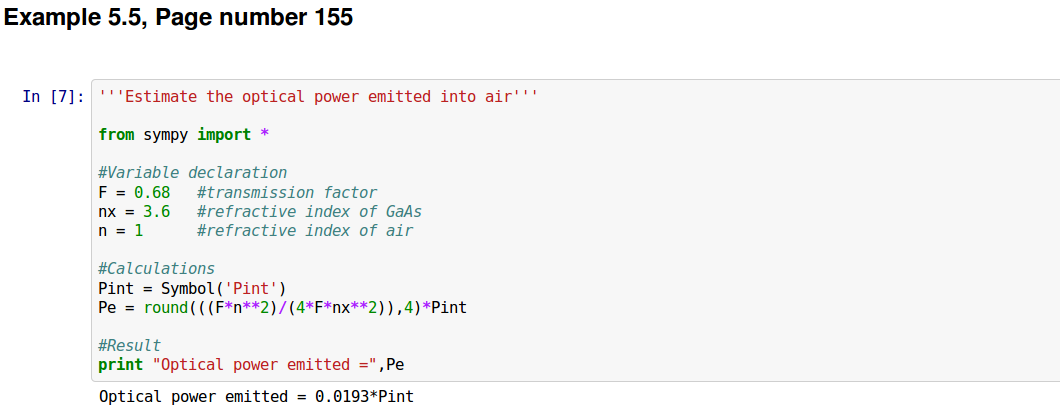 Example 5.5, Page number 155
In [7]: '''Estimate the optical power emitted into air'''
from sympy import *
#Variable declaration
F = 0.68   #transmission factor
nx = 3.6   #refractive index of GaAs
n = 1      #refractive index of air
#Calculations
Pint = Symbol('Pint')
Pe = round(((F*n**2)/(4*F*nx**2)),4)*Pint
#Result
print "Optical power emitted =",Pe
Optical power emitted = 0.0193*Pint